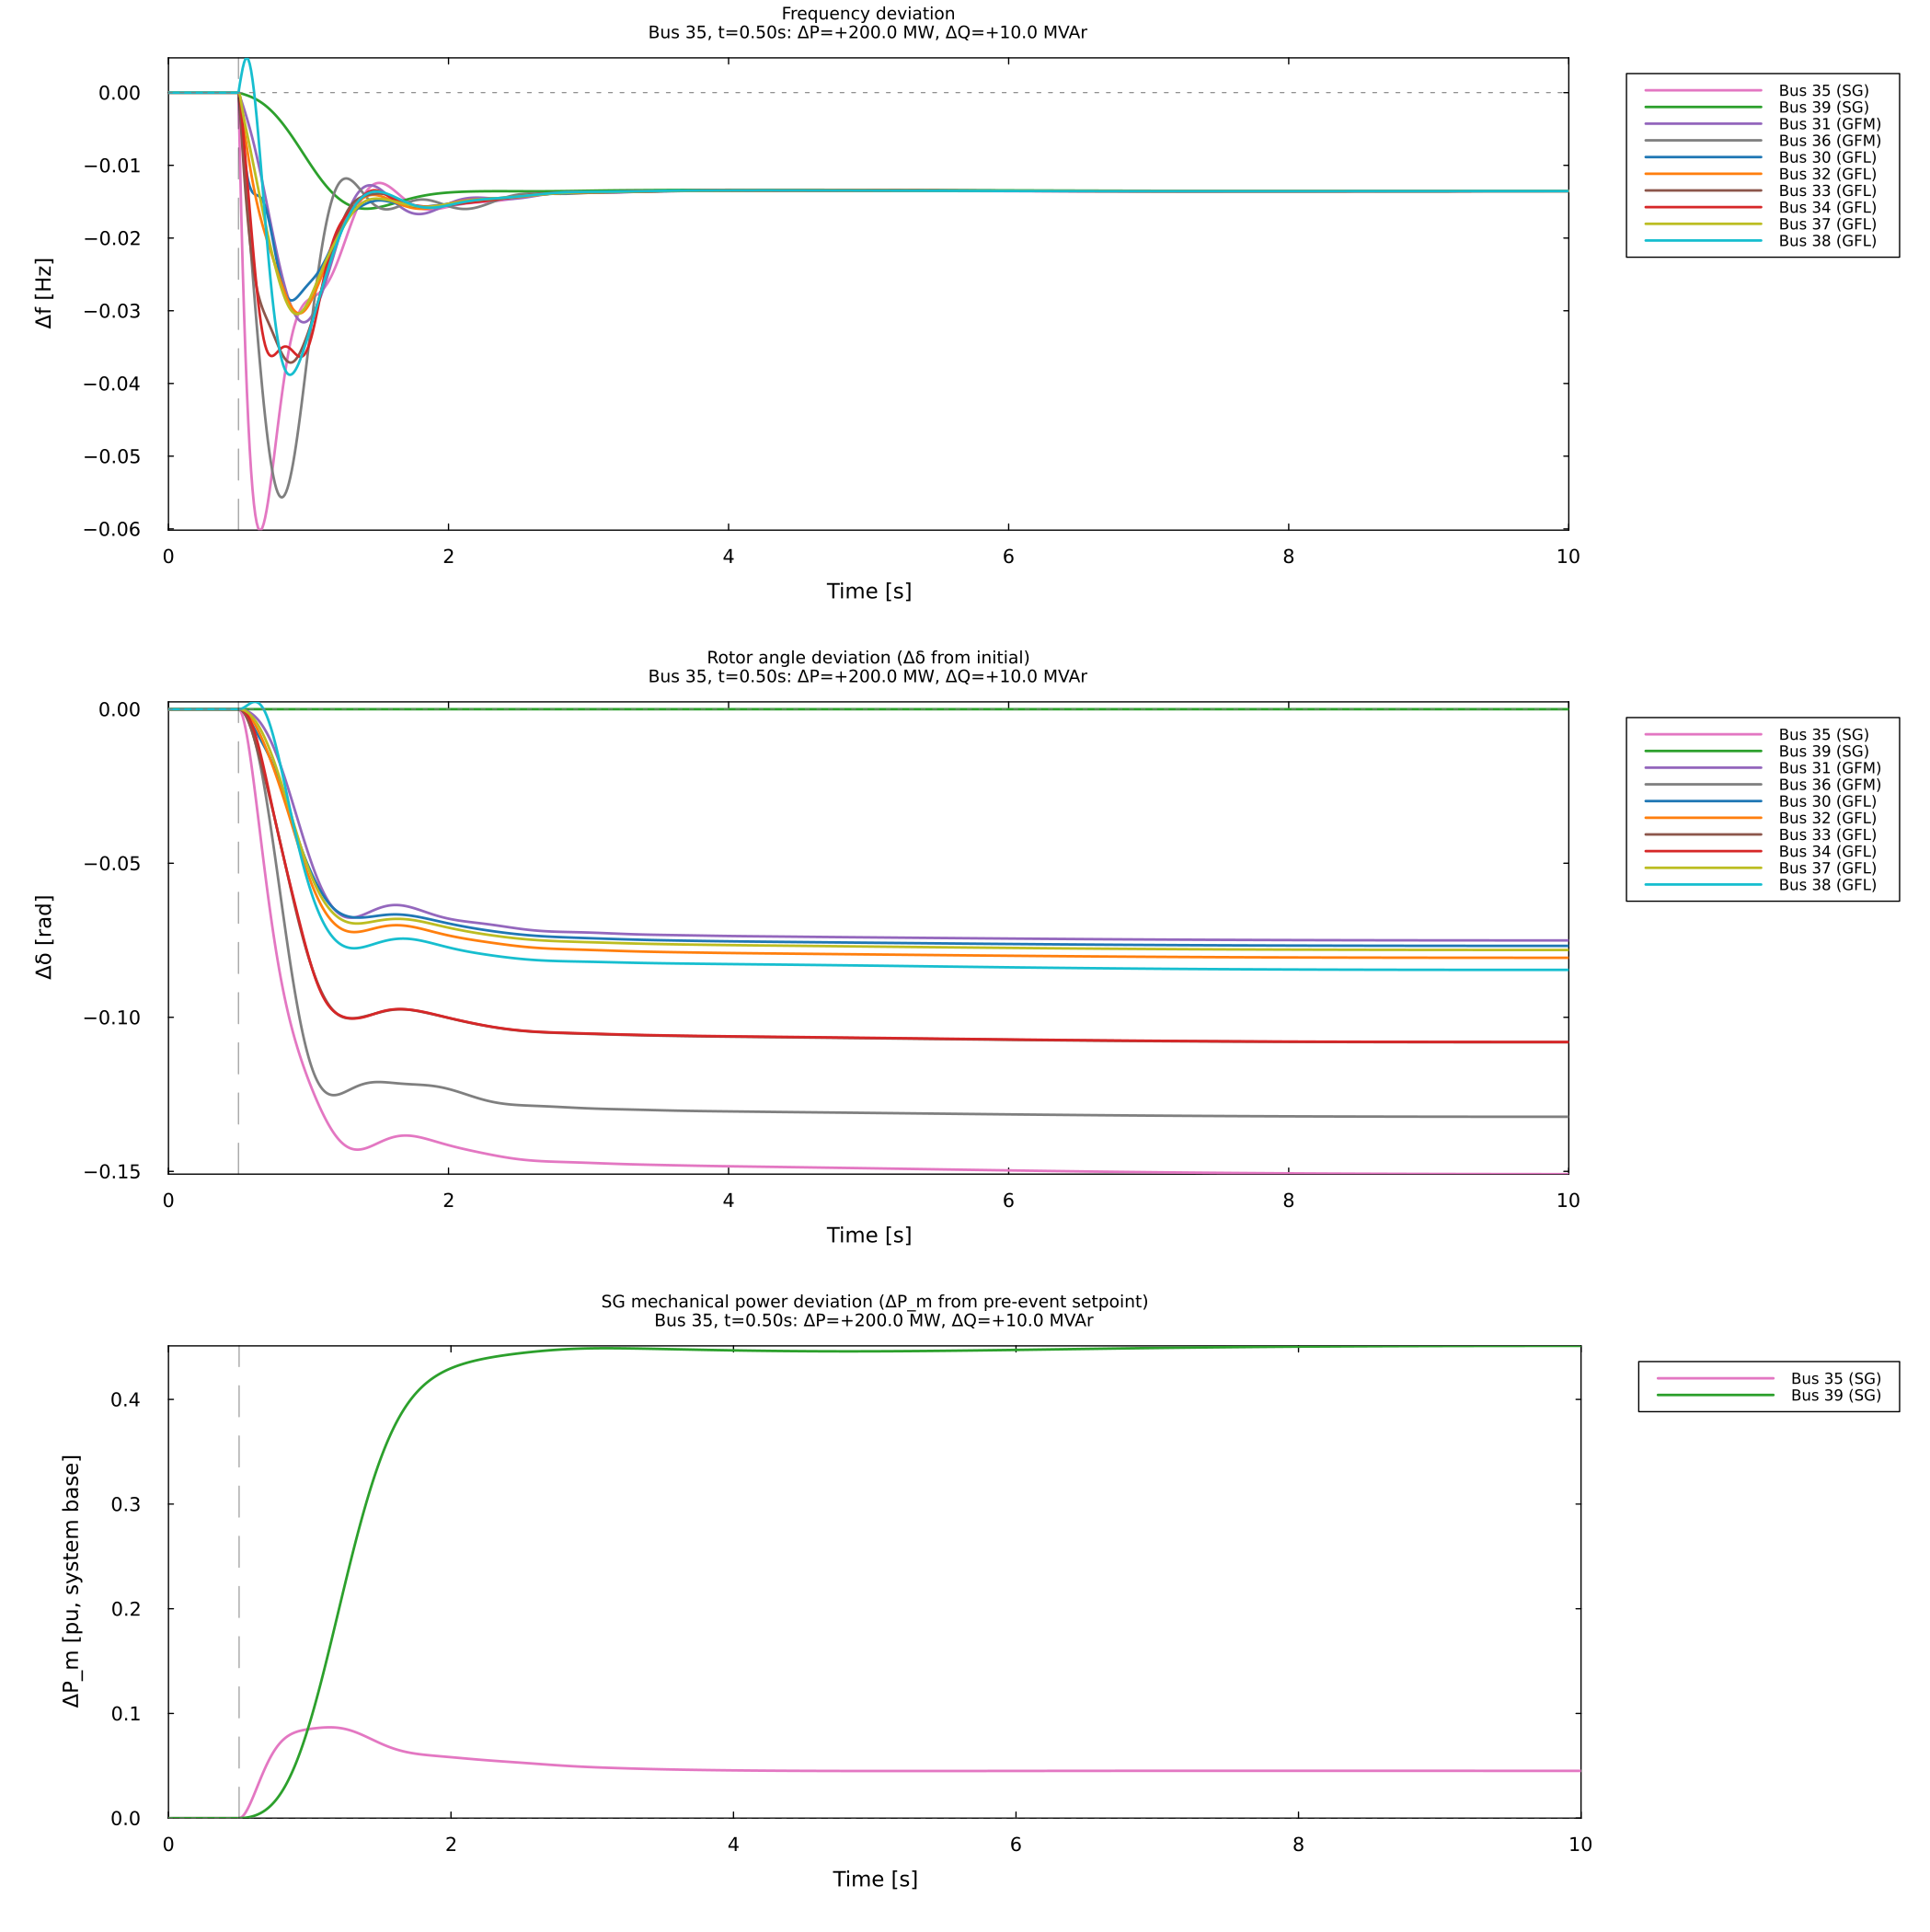 Frequency deviation
Bus 35, t=0.50s: ΔP=+200.0 MW, ΔQ=+10.0 MVAr
Δf [Hz]
0.00
−0.01
−0.02
−0.03
−0.04
−0.05
−0.06
0 2 4 6 8 10
Time [s]
Bus 35 (SG)
Bus 39 (SG)
Bus 31 (GFM)
Bus 36 (GFM)
Bus 30 (GFL)
Bus 32 (GFL)
Bus 33 (GFL)
Bus 34 (GFL)
Bus 37 (GFL)
Bus 38 (GFL)
Rotor angle deviation (Δδ from initial)
Bus 35, t=0.50s: ΔP=+200.0 MW, ΔQ=+10.0 MVAr
Δδ [rad]
0.00
−0.05
−0.10
−0.15
0 2 4 6 8 10
Time [s]
Bus 35 (SG)
Bus 39 (SG)
Bus 31 (GFM)
Bus 36 (GFM)
Bus 30 (GFL)
Bus 32 (GFL)
Bus 33 (GFL)
Bus 34 (GFL)
Bus 37 (GFL)
Bus 38 (GFL)
SG mechanical power deviation (ΔP_m from pre-event setpoint)
Bus 35, t=0.50s: ΔP=+200.0 MW, ΔQ=+10.0 MVAr
ΔP_m [pu, system base]
0.4
0.3
0.2
0.1
0.0
0 2 4 6 8 10
Time [s]
Bus 35 (SG)
Bus 39 (SG)